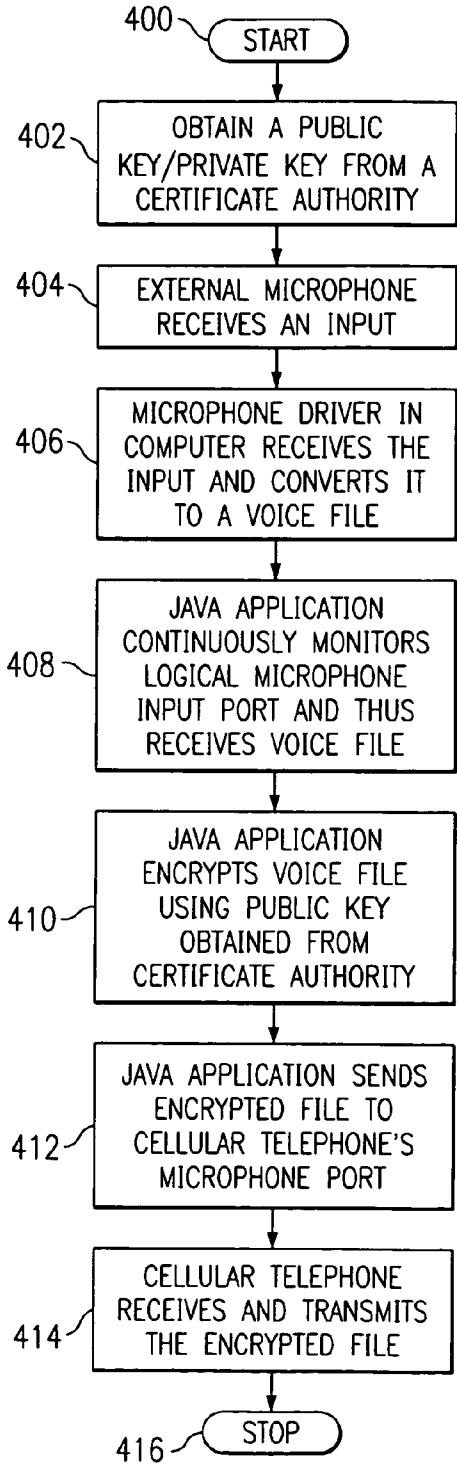 400
START
402
OBTAIN A PUBLIC
KEY/PRIVATE KEY FROM A
CERTIFICATE AUTHORITY
404
EXTERNAL MICROPHONE
RECEIVES AN INPUT
406
MICROPHONE DRIVER IN
COMPUTER RECEIVES THE
INPUT AND CONVERTS IT
TO A VOICE FILE
408
JAVA APPLICATION
CONTINUOUSLY MONITORS
LOGICAL MICROPHONE
INPUT PORT AND THUS
RECEIVES VOICE FILE
410
JAVA APPLICATION
ENCRYPTS VOICE FILE
USING PUBLIC KEY
OBTAINED FROM
CERTIFICATE AUTHORITY
412
JAVA APPLICATION SENDS
ENCRYPTED FILE TO
CELLULAR TELEPHONE'S
MICROPHONE PORT
414
CELLULAR TELEPHONE
RECEIVES AND TRANSMITS
THE ENCRYPTED FILE
416
STOP